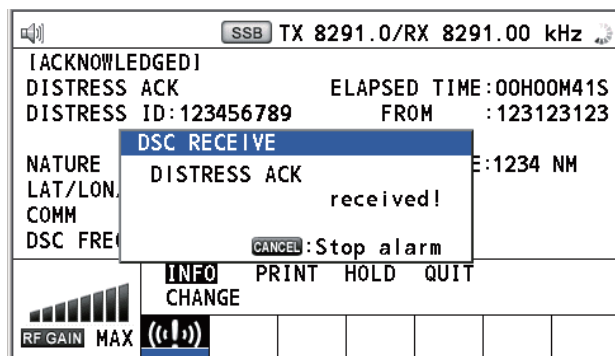 SSB TX 8291.0/RX 8291.00 kHz
[ACKNOWLEDGED]
DISTRESS ACK ELAPSED TIME:00H00M41S
DISTRESS ID:123456789 FROM :123123123
DSC RECEIVE
NATURE E:1234 NM
DISTRESS ACK
LAT/LON
received!
COMM
DSC FRE
CANCEL:Stop alarm
INFO PRINT HOLD QUIT
CHANGE
RF GAIN MAX